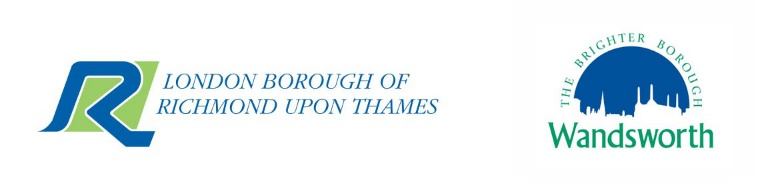 R
LONDON BOROUGH OF
RICHMOND UPON THAMES
THE BRIGHTER BOROUGH
Wandsworth